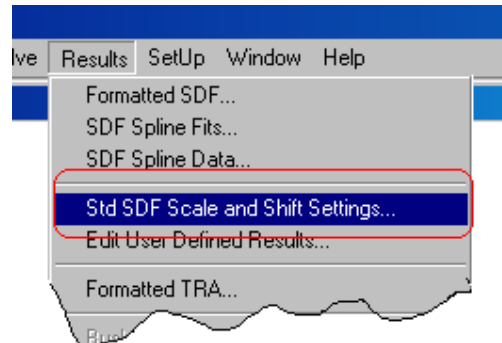 lve Results SetUp Window Help
Formatted SDF...
SDF Spline Fits...
SDF Spline Data...
Std SDF Scale and Shift Settings...
Edit User Defined Results...
Formatted TRA...